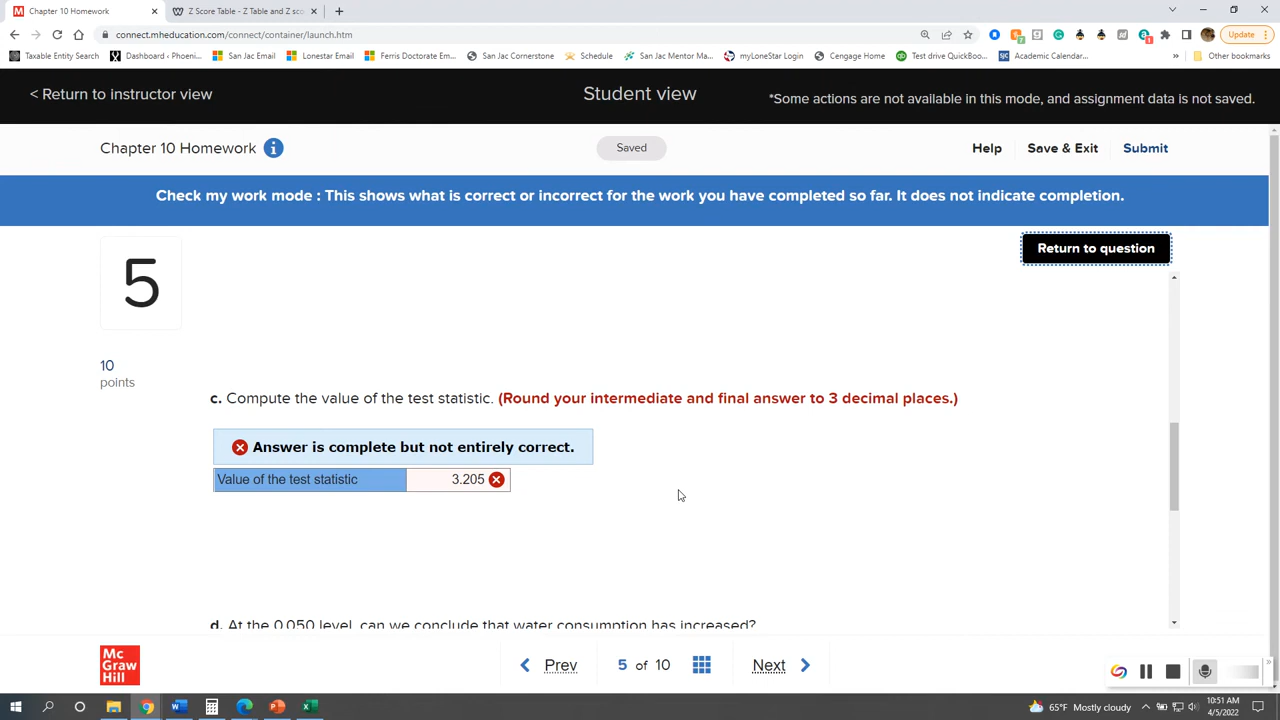 Chapter 10 Homework
Z Score Table - Z Table and Z sco
connect.mheducation.com/connect/container/launch.htm
Update
Taxable Entity Search
Dashboard ‹ Phoeni...
San Jac Email
Lonestar Email
Ferris Doctorate Em...
San Jac Cornerstone
Schedule
San Jac Mentor Ma...
myLoneStar Login
Cengage Home
Test drive QuickBoo...
Academic Calendar...
»
Other bookmarks
< Return to instructor view
Student view
*Some actions are not available in this mode, and assignment data is not saved.
Chapter 10 Homework i
Saved
Help
Save & Exit
Submit
Check my work mode : This shows what is correct or incorrect for the work you have completed so far. It does not indicate completion.
5
Return to question
10
points
c. Compute the value of the test statistic. (Round your intermediate and final answer to 3 decimal places.)
Answer is complete but not entirely correct.
Value of the test statistic 3.205
d. At the 0.050 level, can we conclude that water consumption has increased?
Mc
Graw
Hill
Prev
5 of 10
Next
65°F Mostly cloudy
10:51 AM
4/5/2022